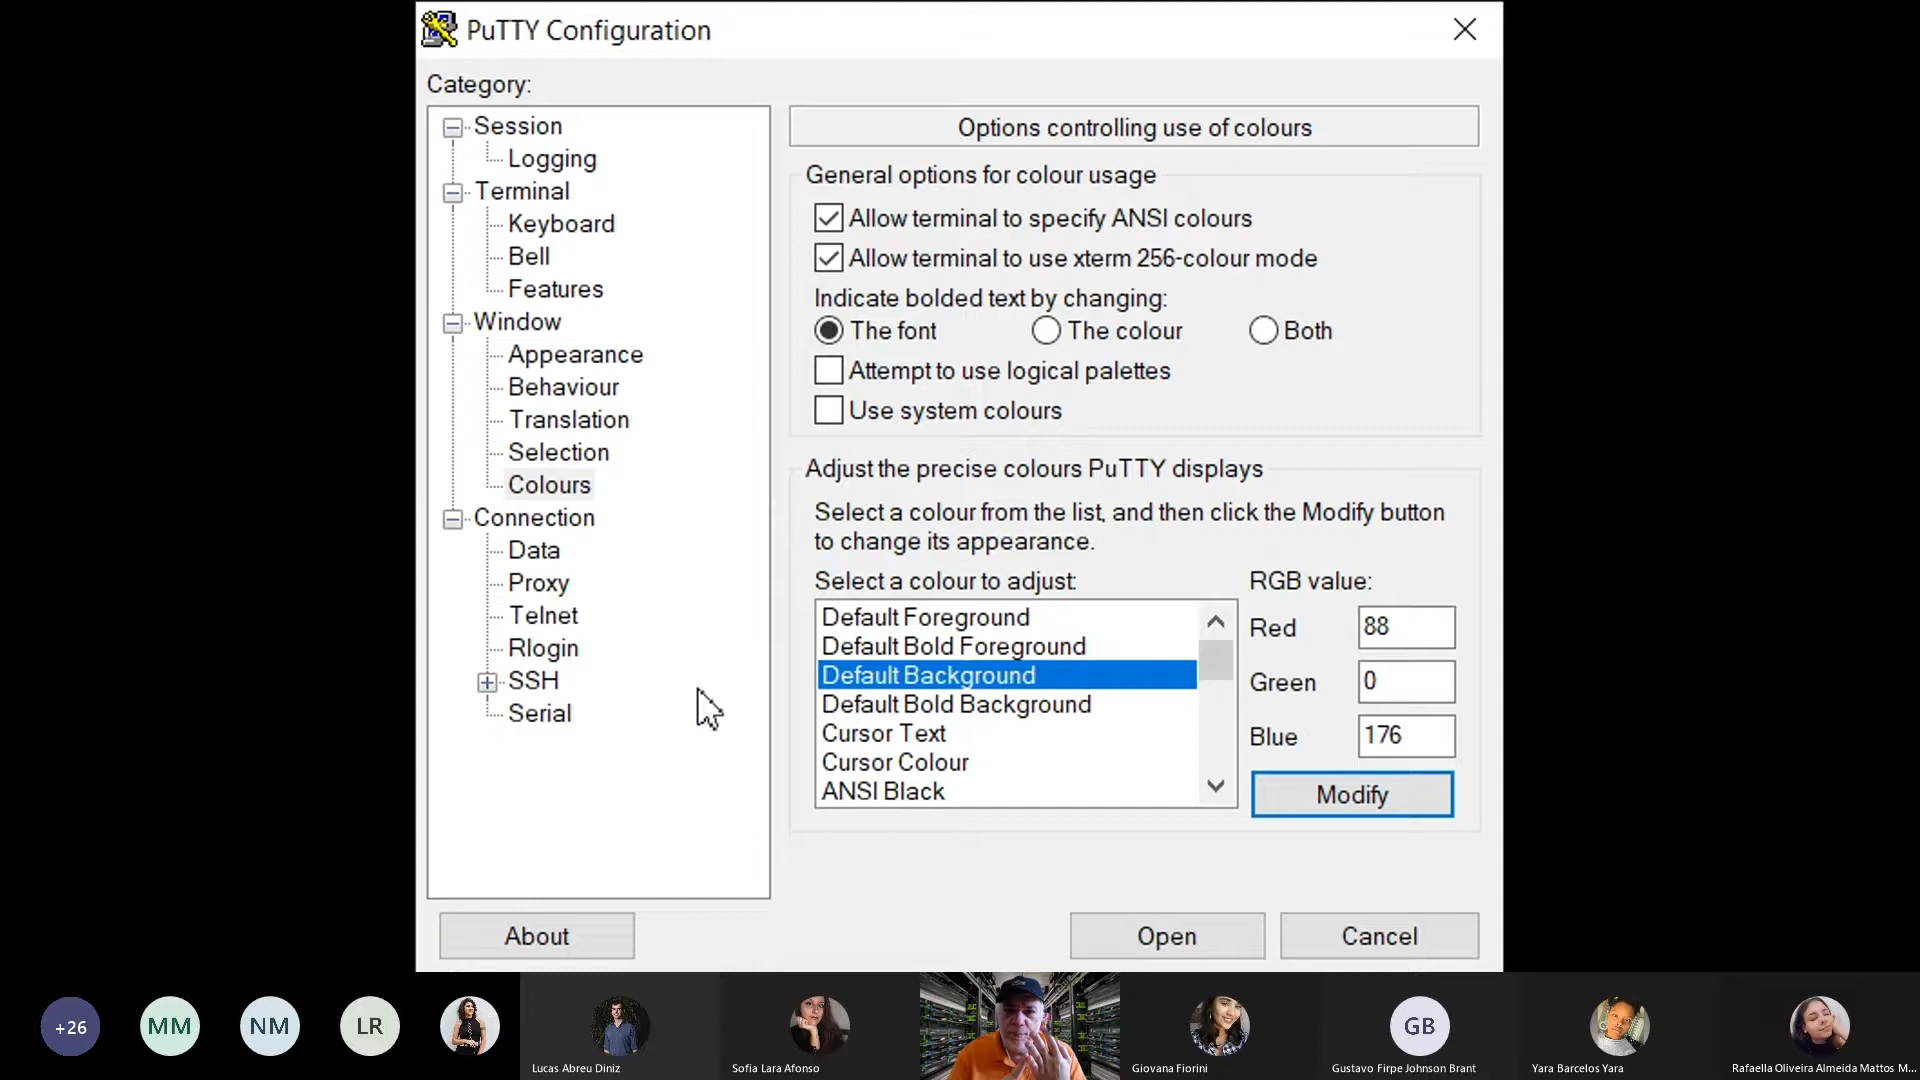 PuTTY Configuration
Category:
Session
Logging
Terminal
Keyboard
Bell
Features
Window
Appearance
Behaviour
Translation
Selection
Colours
Connection
Data
Proxy
Telnet
Rlogin
SSH
Serial
Options controlling use of colours
General options for colour usage
Allow terminal to specify ANSI colours
Allow terminal to use xterm 256-colour mode
Indicate bolded text by changing:
The font The colour Both
Attempt to use logical palettes
Use system colours
Adjust the precise colours PuTTY displays
Select a colour from the list, and then click the Modify button
to change its appearance.
Select a colour to adjust:
Default Foreground
Default Bold Foreground
Default Background
Default Bold Background
Cursor Text
Cursor Colour
ANSI Black
RGB value:
Red 88
Green 0
Blue 176
Modify
About Open Cancel
+26 MM NM LR GB
Lucas Abreu Diniz Sofia Lara Afonso Giovana Fiorini Gustavo Firpe Johnson Brant Yara Barcelos Yara Rafaella Oliveira Almeida Mattos M...